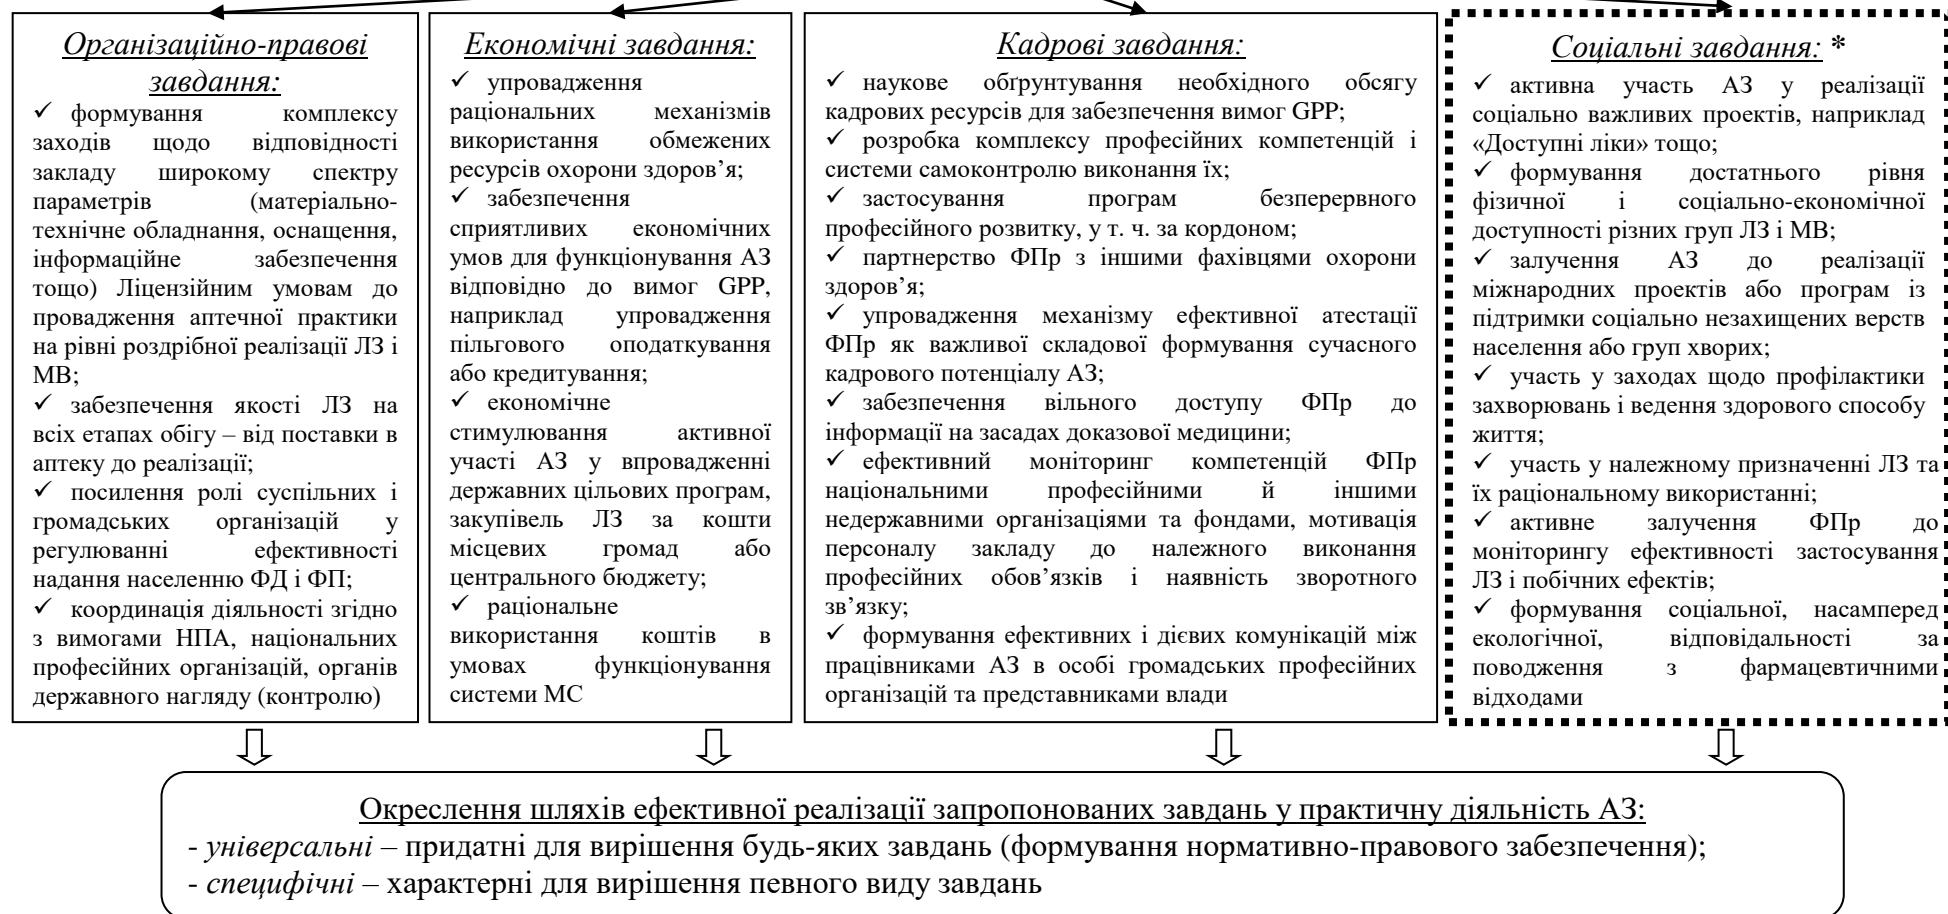 Організаційно-правові
завдання:
✓ формування комплексу
заходів щодо відповідності
закладу широкому спектру
параметрів (матеріально-
технічне обладнання, оснащення,
інформаційне забезпечення
тощо) Ліцензійним умовам до
провадження аптечної практики
на рівні роздрібної реалізації ЛЗ і
МВ;
✓ забезпечення якості ЛЗ на
всіх етапах обігу – від поставки в
аптеку до реалізації;
✓ посилення ролі суспільних і
громадських організацій у
регулюванні ефективності
надання населенню ФД і ФП;
✓ координація діяльності згідно
з вимогами НПА, національних
професійних організацій, органів
державного нагляду (контролю)
Економічні завдання:
✓ упровадження
раціональних механізмів
використання обмежених
ресурсів охорони здоров’я;
✓ забезпечення
сприятливих економічних
умов для функціонування АЗ
відповідно до вимог GPP,
наприклад упровадження
пільгового оподаткування
або кредитування;
✓ економічне
стимулювання активної
участі АЗ у впровадженні
державних цільових програм,
закупівель ЛЗ за кошти
місцевих громад або
центрального бюджету;
✓ раціональне
використання коштів в
умовах функціонування
системи МС
Кадрові завдання:
✓ наукове обґрунтування необхідного обсягу
кадрових ресурсів для забезпечення вимог GPP;
✓ розробка комплексу професійних компетенцій і
системи самоконтролю виконання їх;
✓ застосування програм безперервного
професійного розвитку, у т. ч. за кордоном;
✓ партнерство ФПр з іншими фахівцями охорони
здоров’я;
✓ упровадження механізму ефективної атестації
ФПр як важливої складової формування сучасного
кадрового потенціалу АЗ;
✓ забезпечення вільного доступу ФПр до
інформації на засадах доказової медицини;
✓ ефективний моніторинг компетенцій ФПр
національними професійними й іншими
недержавними організаціями та фондами, мотивація
персоналу закладу до належного виконання
професійних обов’язків і наявність зворотного
зв’язку;
✓ формування ефективних і дієвих комунікацій між
працівниками АЗ в особі громадських професійних
організацій та представниками влади
Соціальні завдання: *
✓ активна участь АЗ у реалізації
соціально важливих проектів, наприклад
«Доступні ліки» тощо;
✓ формування достатнього рівня
фізичної і соціально-економічної
доступності різних груп ЛЗ і МВ;
✓ залучення АЗ до реалізації
міжнародних проектів або програм із
підтримки соціально незахищених верств
населення або груп хворих;
✓ участь у заходах щодо профілактики
захворювань і ведення здорового способу
життя;
✓ участь у належному призначенні ЛЗ та
їх раціональному використанні;
✓ активне залучення ФПр до
моніторингу ефективності застосування
ЛЗ і побічних ефектів;
✓ формування соціальної, насамперед
екологічної, відповідальності за
поводження з фармацевтичними
відходами
Окреслення шляхів ефективної реалізації запропонованих завдань у практичну діяльність АЗ:
- універсальні – придатні для вирішення будь-яких завдань (формування нормативно-правового забезпечення);
- специфічні – характерні для вирішення певного виду завдань